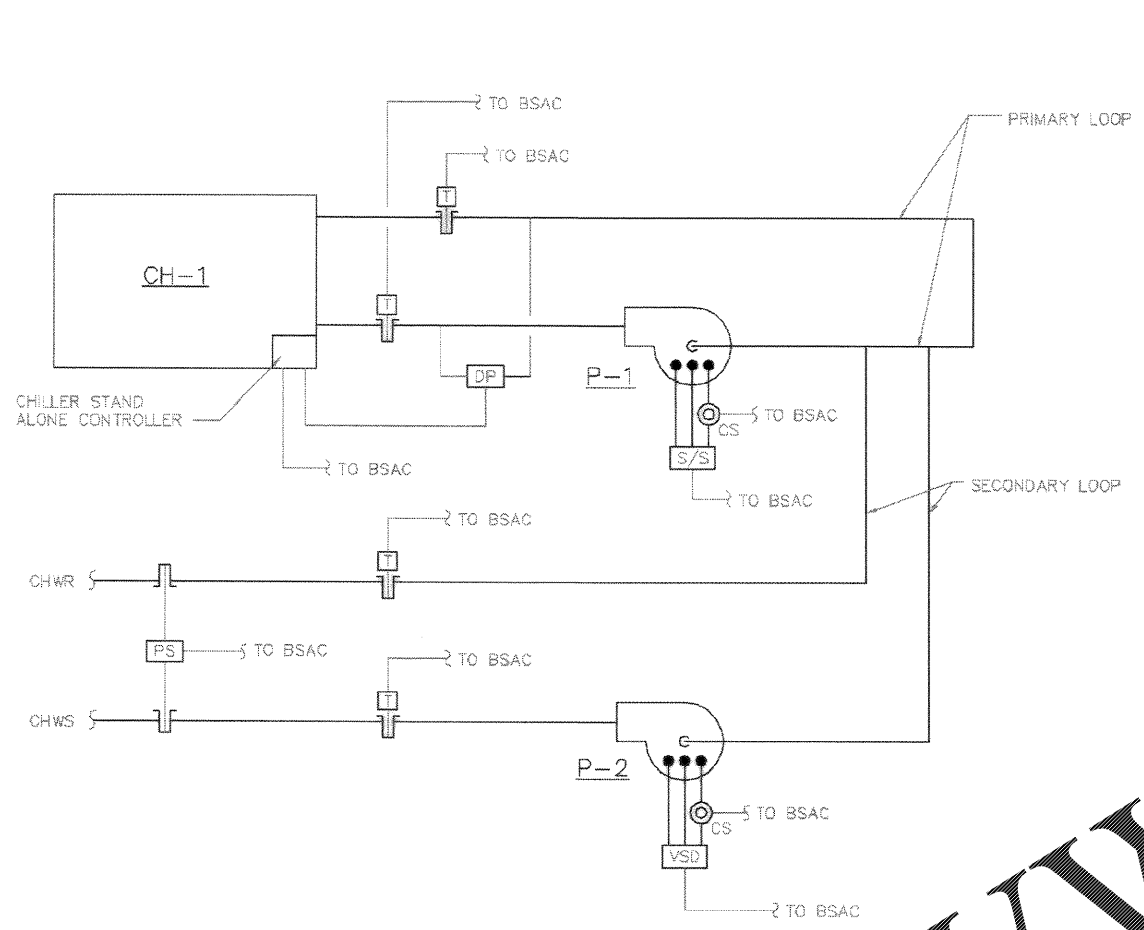 TO BSAC
PRIMARY LOOP
TO BSAC
T
CH-1
T
DP
P-1
CHILLER STAND
ALONE CONTROLLER
TO BSAC
CS
S/S
TO BSAC
SECONDARY LOOP
TO BSAC
TO BSAC
T
CHWR
PS
TO BSAC
TO BSAC
T
CHWS
P-2
TO BSAC
CS
VSD
TO BSAC